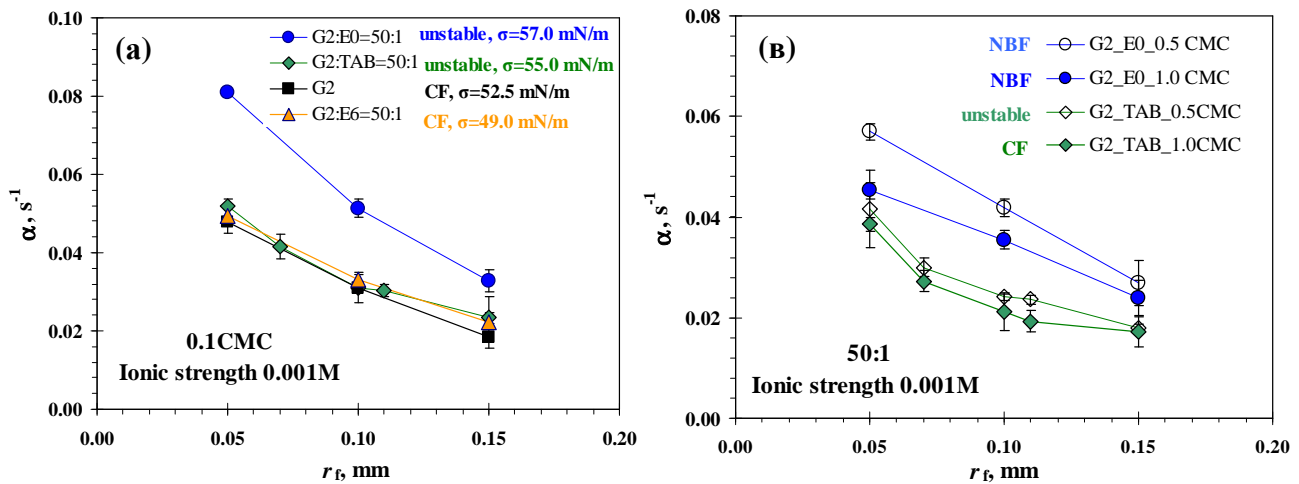 (a)
G2:E0=50:1 unstable, σ=57.0 mN/m
G2:TAB=50:1 unstable, σ=55.0 mN/m
G2 CF, σ=52.5 mN/m
G2:E6=50:1 CF, σ=49.0 mN/m
0.10
0.08
0.06
0.04
0.02
0.00
α, s⁻¹
0.1CMC
Ionic strength 0.001M
0.00 0.05 0.10 0.15 0.20
r_f, mm
(в)
NBF G2_E0_0.5 CMC
NBF G2_E0_1.0 CMC
unstable G2_TAB_0.5CMC
CF G2_TAB_1.0CMC
0.08
0.06
0.04
0.02
0.00
α, s⁻¹
50:1
Ionic strength 0.001M
0.00 0.05 0.10 0.15 0.20
r_f, mm